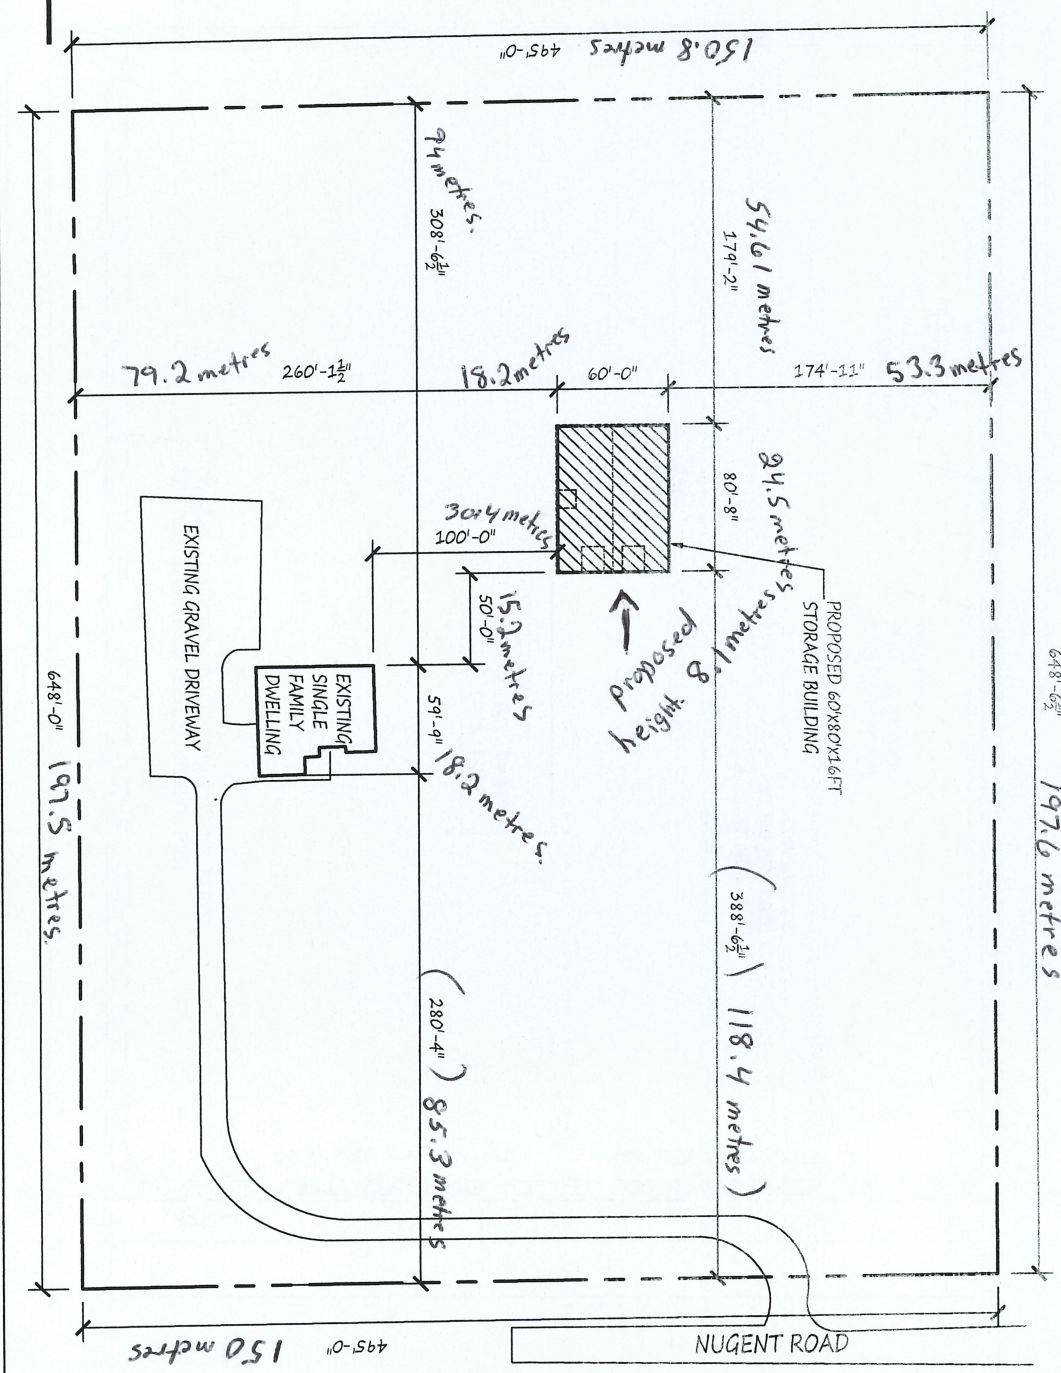 150.8 metres 495'-0"
94 metres.
308'-6½"
54.61 metres
179'-2"
79.2 metres 260'-1½" 18.2 metres 60'-0" 174'-11" 53.3 metres
24.5 metres
80'-8"
30.4 metres
100'-0"
15.2 metres
50'-0"
PROPOSED 60'x80'x16FT
STORAGE BUILDING
proposed
height. 8.1 metres
EXISTING GRAVEL DRIVEWAY
EXISTING
SINGLE
FAMILY
DWELLING
59'-9" 18.2 metres.
648'-0" 197.5 metres.
648'-6½" 197.6 metres
(388'-6½") 118.4 metres)
(280'-4") 85.3 metres
150 metres 495'-0"
NUGENT ROAD